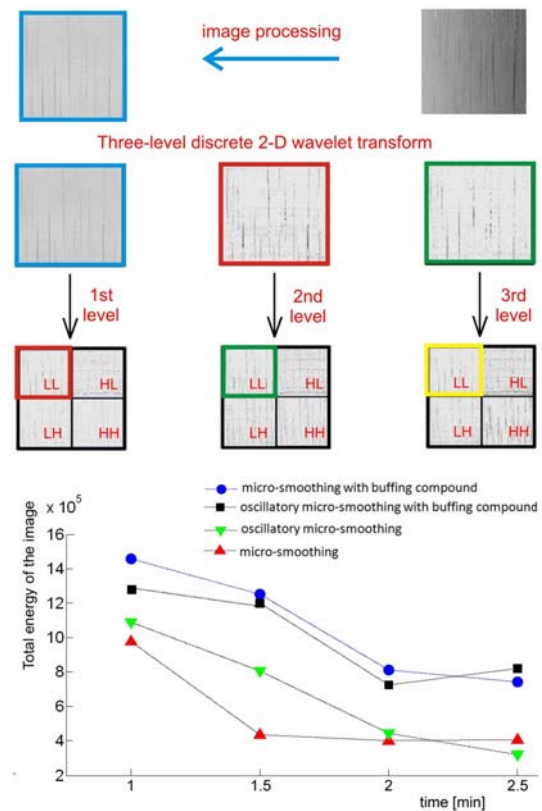 image processing
Three-level discrete 2-D wavelet transform
1st
level
2nd
level
3rd
level
LL HL
LH HH
LL HL
LH HH
LL HL
LH HH
micro-smoothing with buffing compound
oscillatory micro-smoothing with buffing compound
oscillatory micro-smoothing
micro-smoothing
× 10⁵
Total energy of the image
16
14
12
10
8
6
4
2
1 1.5 2 2.5
time [min]